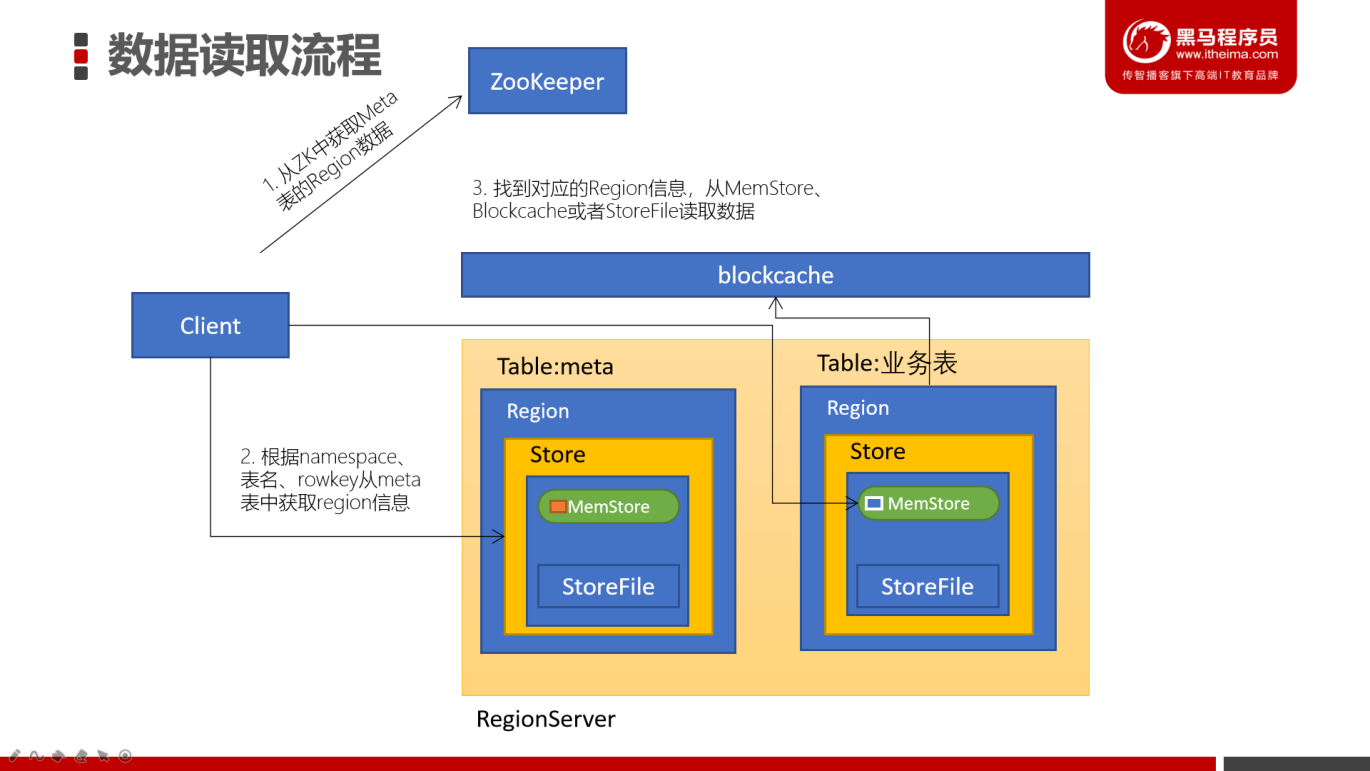 数据读取流程
黑马程序员
www.itheima.com
传智播客旗下高端IT教育品牌
ZooKeeper
1. 从ZK中获取Meta
表的Region数据
3. 找到对应的Region信息，从MemStore、
Blockcache或者StoreFile读取数据
blockcache
Client
Table:meta
Region
Store
MemStore
StoreFile
Table:业务表
Region
Store
MemStore
StoreFile
2. 根据namespace、
表名、rowkey从meta
表中获取region信息
RegionServer